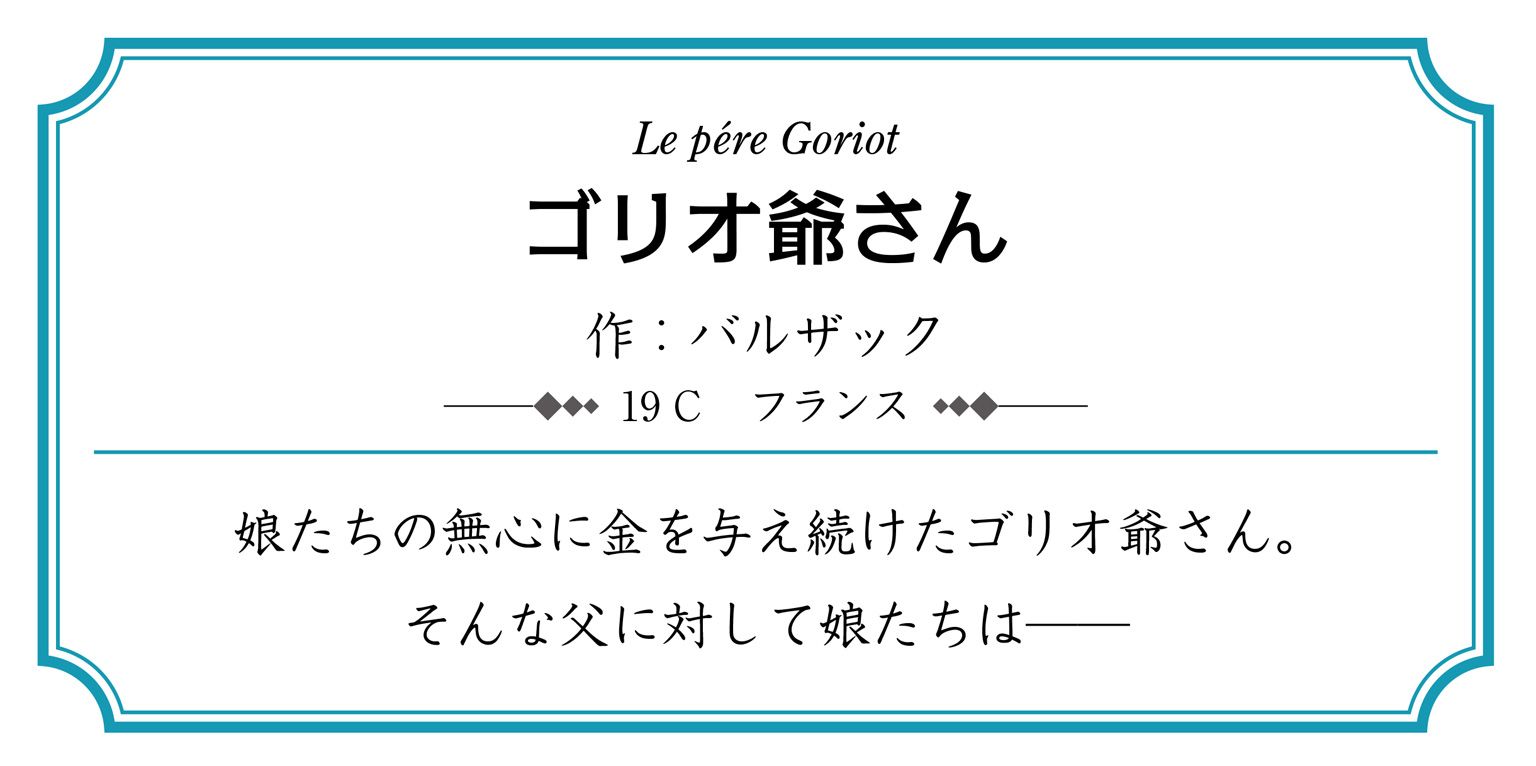 Le pére Goriot
ゴリオ爺さん
作：バルザック
19 C　フランス
娘たちの無心に金を与え続けたゴリオ爺さん。
そんな父に対して娘たちは――